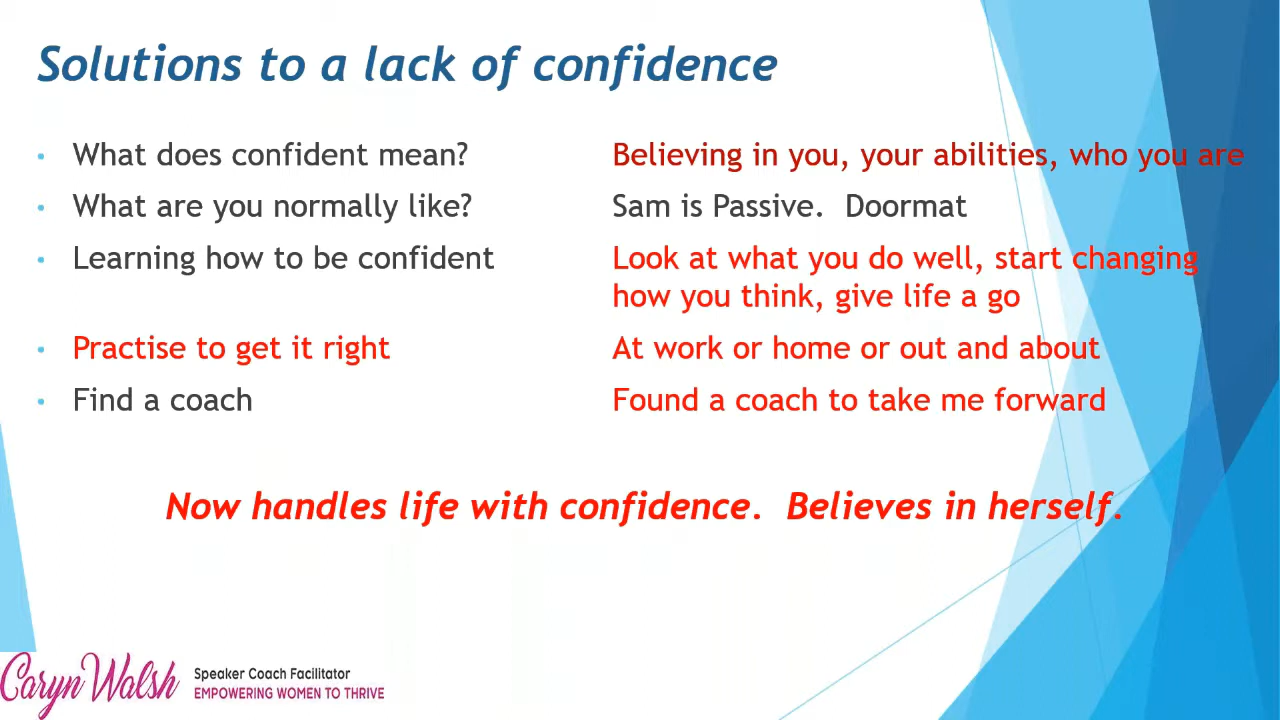 Solutions to a lack of confidence
• What does confident mean? Believing in you, your abilities, who you are
• What are you normally like? Sam is Passive.  Doormat
• Learning how to be confident Look at what you do well, start changing
how you think, give life a go
• Practise to get it right At work or home or out and about
• Find a coach Found a coach to take me forward
Now handles life with confidence.  Believes in herself.
Caryn Walsh
Speaker Coach Facilitator
EMPOWERING WOMEN TO THRIVE